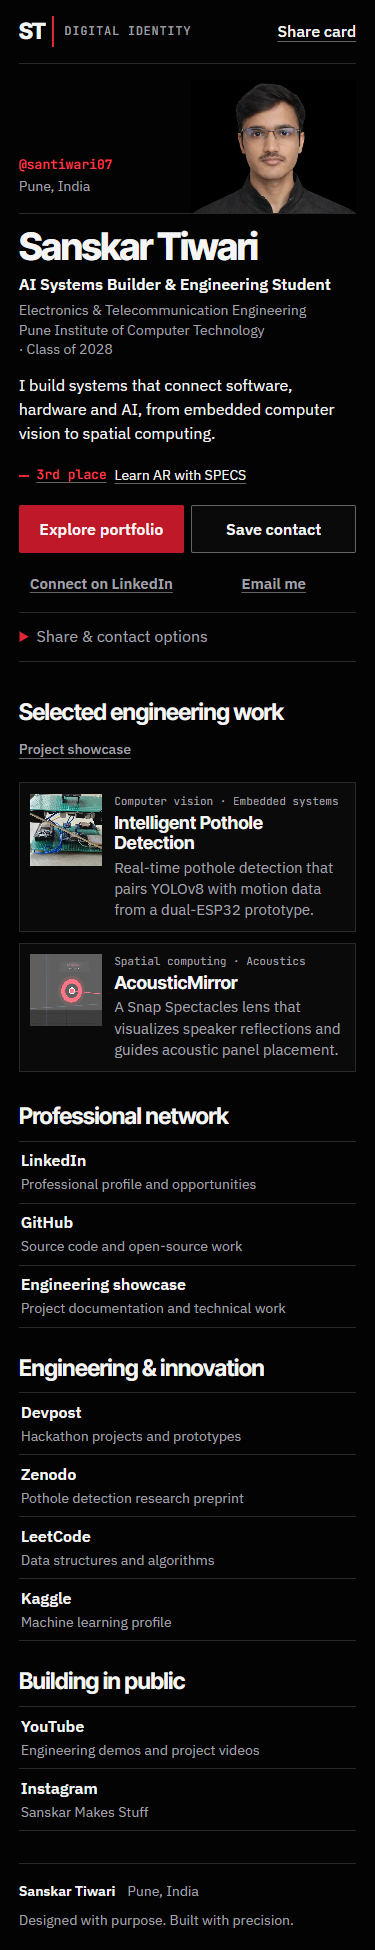 ST DIGITAL IDENTITY Share card
@santiwari07
Pune, India
Sanskar Tiwari
AI Systems Builder & Engineering Student
Electronics & Telecommunication Engineering
Pune Institute of Computer Technology
· Class of 2028
I build systems that connect software,
hardware and AI, from embedded computer
vision to spatial computing.
— 3rd place Learn AR with SPECS
Explore portfolio Save contact
Connect on LinkedIn Email me
▶ Share & contact options
Selected engineering work
Project showcase
Computer vision · Embedded systems
Intelligent Pothole
Detection
Real-time pothole detection that
pairs YOLOv8 with motion data
from a dual-ESP32 prototype.
Spatial computing · Acoustics
AcousticMirror
A Snap Spectacles lens that
visualizes speaker reflections and
guides acoustic panel placement.
Professional network
LinkedIn
Professional profile and opportunities
GitHub
Source code and open-source work
Engineering showcase
Project documentation and technical work
Engineering & innovation
Devpost
Hackathon projects and prototypes
Zenodo
Pothole detection research preprint
LeetCode
Data structures and algorithms
Kaggle
Machine learning profile
Building in public
YouTube
Engineering demos and project videos
Instagram
Sanskar Makes Stuff
Sanskar Tiwari Pune, India
Designed with purpose. Built with precision.